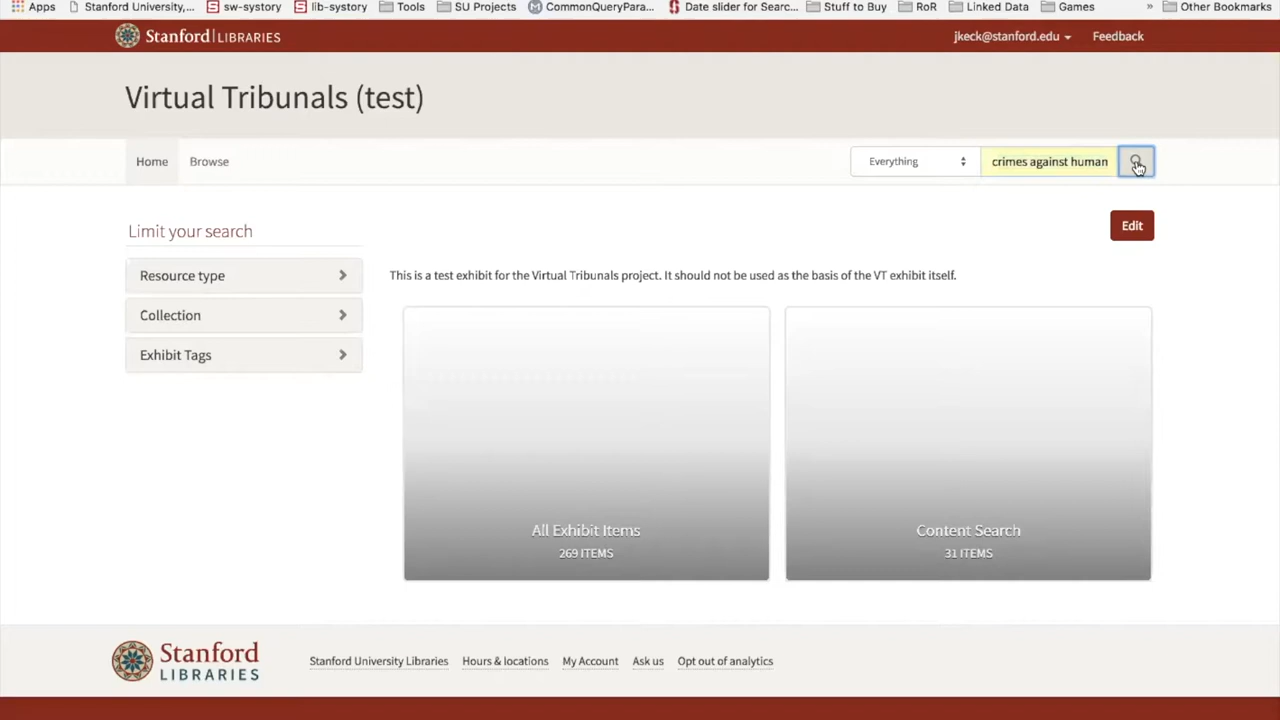 Apps Stanford University,... sw-systory lib-systory Tools SU Projects CommonQueryPara... Date slider for Searc... Stuff to Buy RoR Linked Data Games » Other Bookmarks
Stanford | LIBRARIES jkeck@stanford.edu Feedback
Virtual Tribunals (test)
Home Browse Everything crimes against human
Limit your search
Edit
Resource type
This is a test exhibit for the Virtual Tribunals project. It should not be used as the basis of the VT exhibit itself.
Collection
Exhibit Tags
All Exhibit Items
269 ITEMS
Content Search
31 ITEMS
Stanford
LIBRARIES
Stanford University Libraries Hours & locations My Account Ask us Opt out of analytics